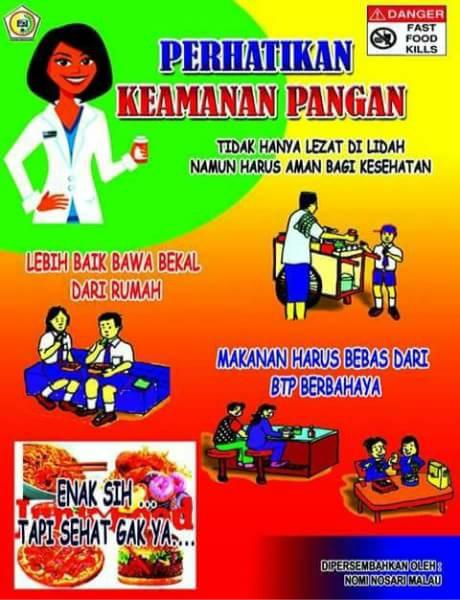 DANGER
FAST
FOOD
KILLS
PERHATIKAN
KEAMANAN PANGAN
TIDAK HANYA LEZAT DI LIDAH
NAMUN HARUS AMAN BAGI KESEHATAN
LEBIH BAIK BAWA BEKAL
DARI RUMAH
MAKANAN HARUS BEBAS DARI
BTP BERBAHAYA
ENAK SIH ...
TAPI SEHAT GAK YA....
DIPERSEMBAHKAN OLEH :
NOMI NOSARI MALAU